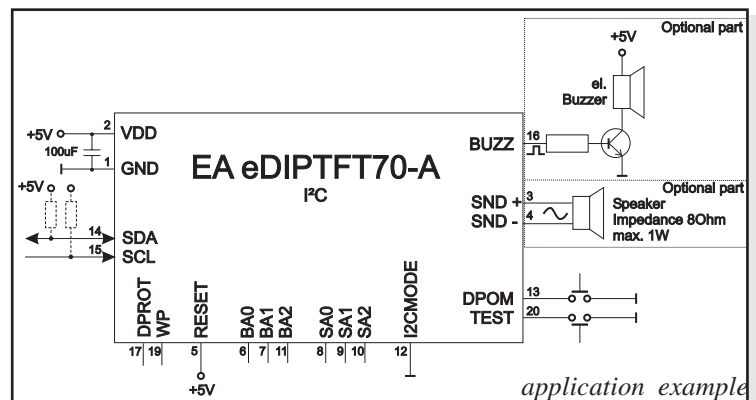 Optional part
+5V
el.
Buzzer
2
VDD
+5V
100uF
1
GND
+5V
14
SDA
15
SCL
EA eDIPTFT70-A
I²C
BUZZ
16
Optional part
SND +
3
SND -
4
Speaker
Impedance 8Ohm
max. 1W
DPOM
13
TEST
20
DPROT
WP
RESET
BA0
BA1
BA2
SA0
SA1
SA2
I2CMODE
17
19
5
6
7
11
8
9
10
12
+5V
application example